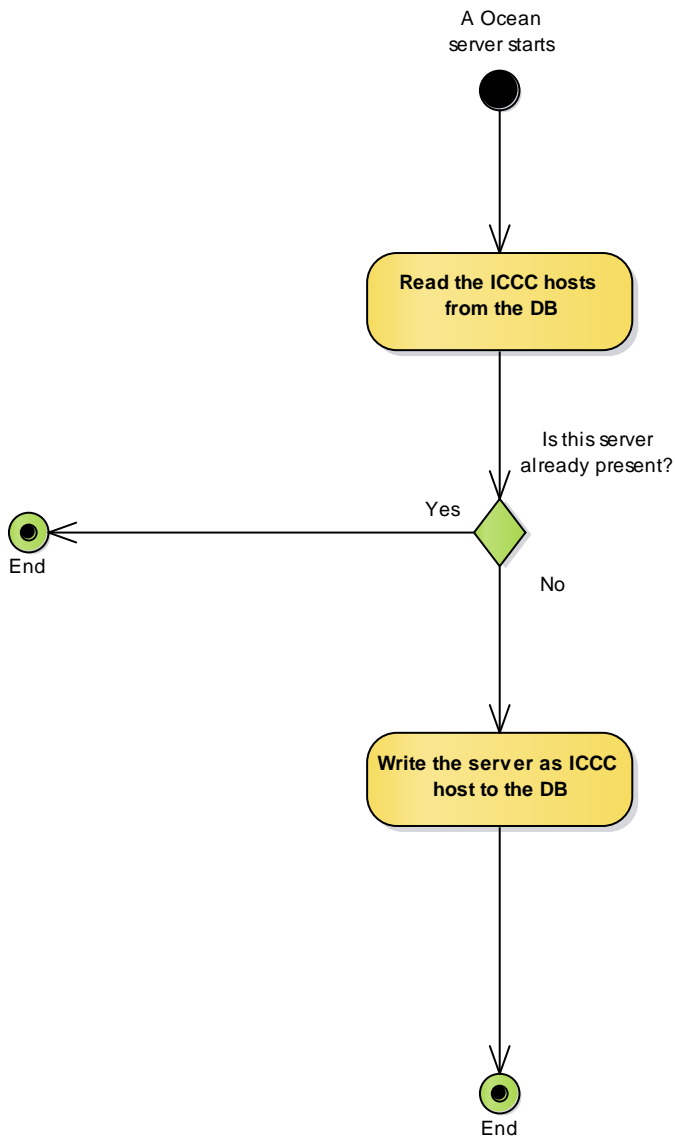 A Ocean
server starts
Read the ICCC hosts
from the DB
Is this server
already present?
Yes
End
No
Write the server as ICCC
host to the DB
End